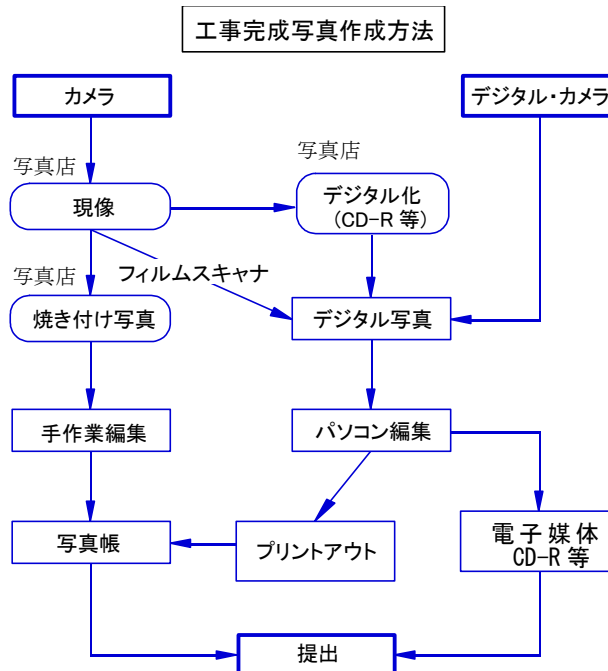 工事完成写真作成方法
カメラ
デジタル・カメラ
写真店
現像
写真店
デジタル化
（CD-R 等）
写真店
フィルムスキャナ
焼き付け写真
デジタル写真
手作業編集
パソコン編集
写真帳
プリントアウト
電子媒体
CD-R 等
提出